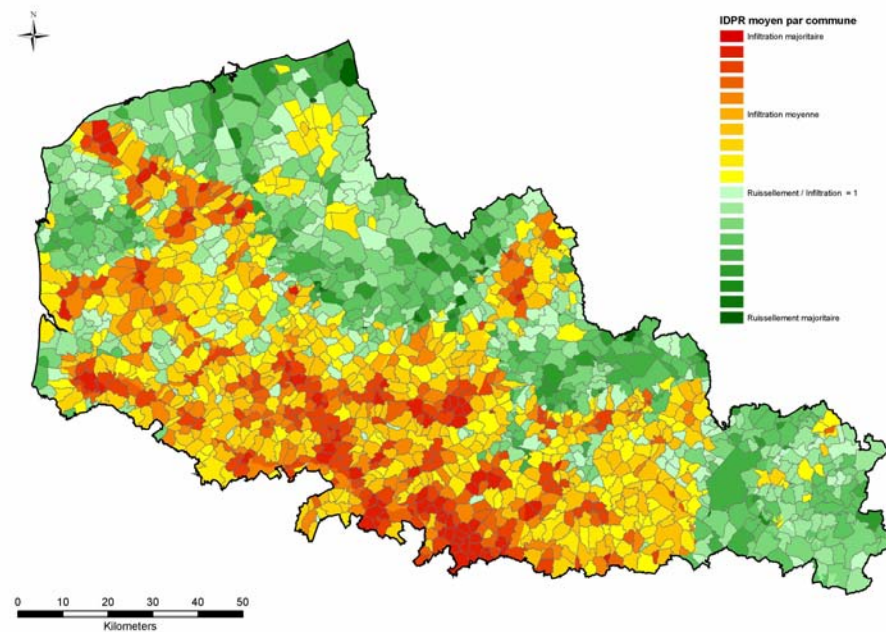 N
IDPR moyen par commune
Infiltration majoritaire
Infiltration moyenne
Ruissellement / Infiltration = 1
Ruissellement majoritaire
0 10 20 30 40 50
Kilometers